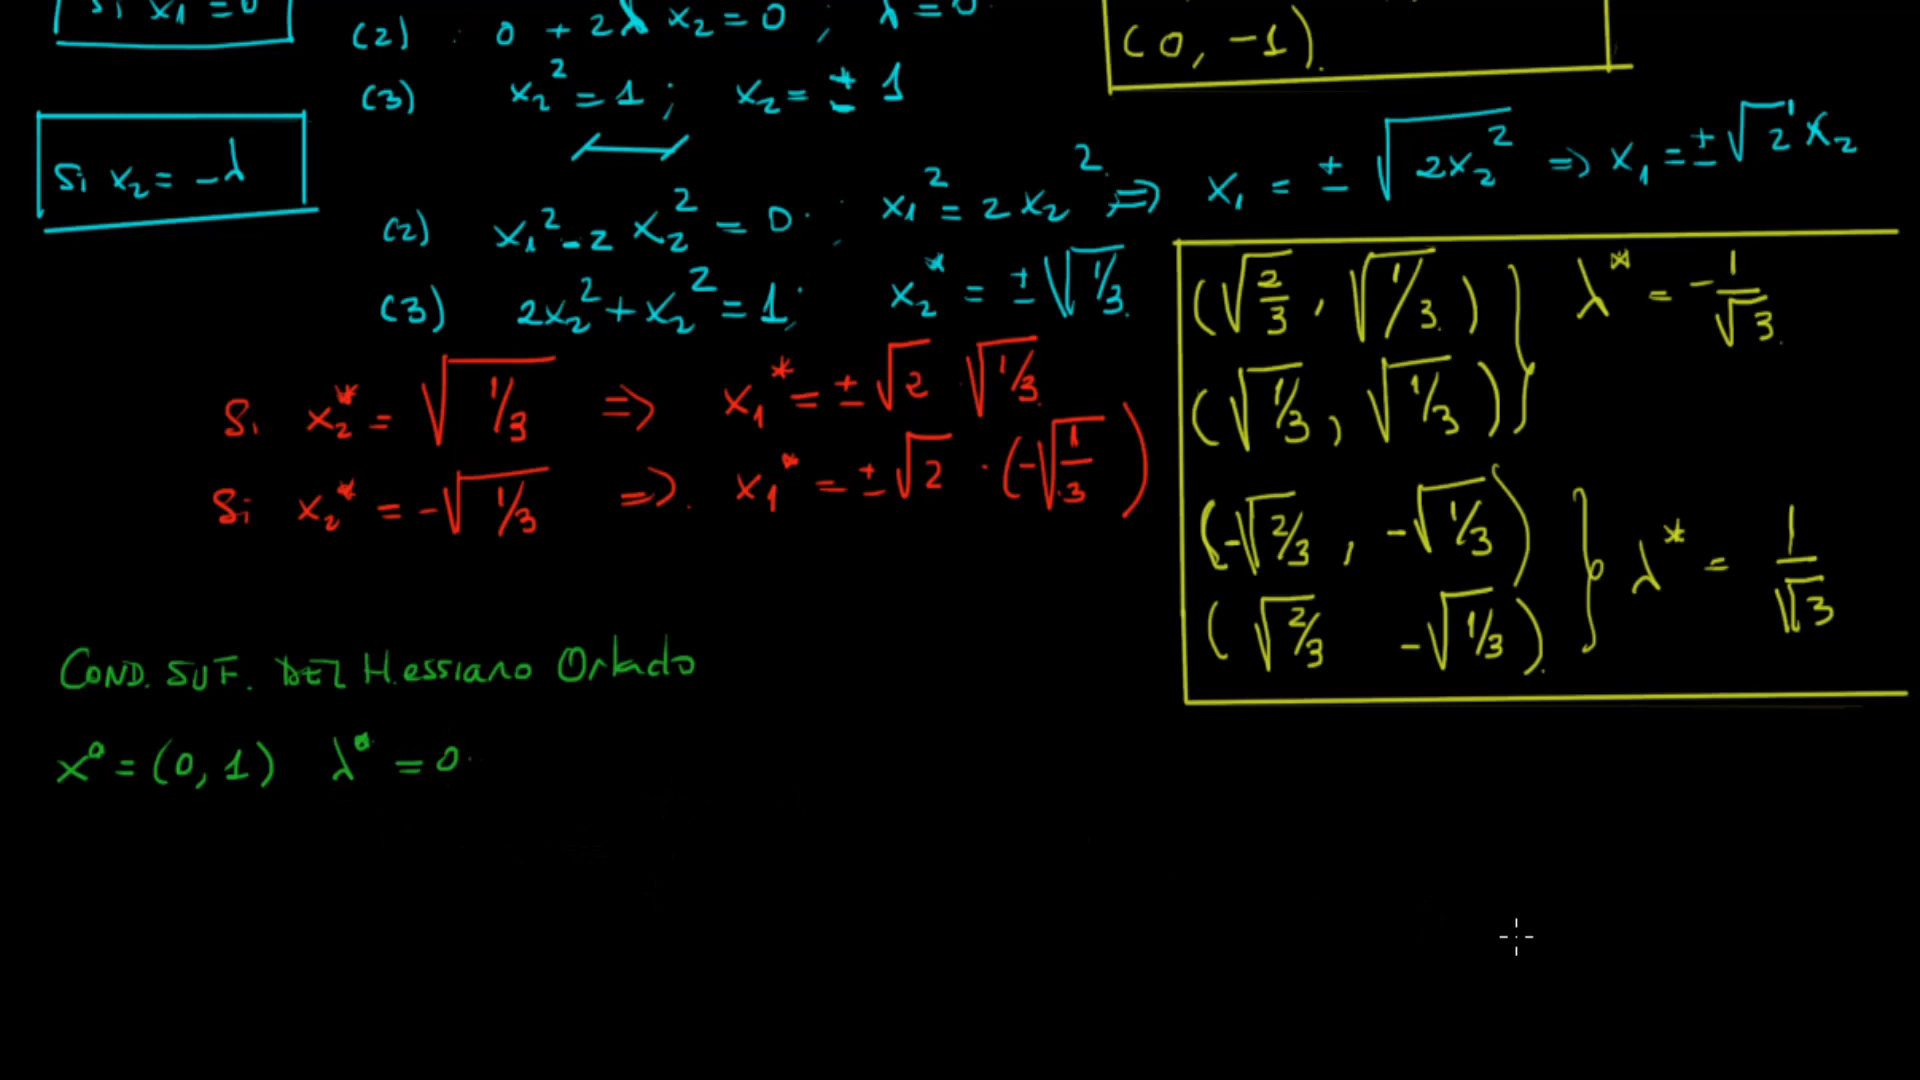 Si x₁ = 0
(2) 0 + 2λ x₂ = 0 ; λ = 0
(0, -1).
(3) x₂² = 1 ; x₂ = ± 1
Si x₂ = -λ
(2) x₁² - 2 x₂² = 0 ; x₁² = 2 x₂² ⇒ x₁ = ± √(2x₂²) ⇒ x₁ = ± √2 x₂
(3) 2x₂² + x₂² = 1 ; x₂* = ± √(1/3).
Si x₂* = √(1/3) ⇒ x₁* = ± √2 · √(1/3).
Si x₂* = -√(1/3) ⇒ x₁* = ± √2 · (-√(1/3))
(√(2/3), √(1/3)) } λ* = -1/√3.
(√(1/3), √(1/3))
(-√(2/3), -√(1/3)) } λ* = 1/√3
(√(2/3) -√(1/3)).
COND. SUF. DEL Hessiano Orlado
x* = (0, 1) λ* = 0.